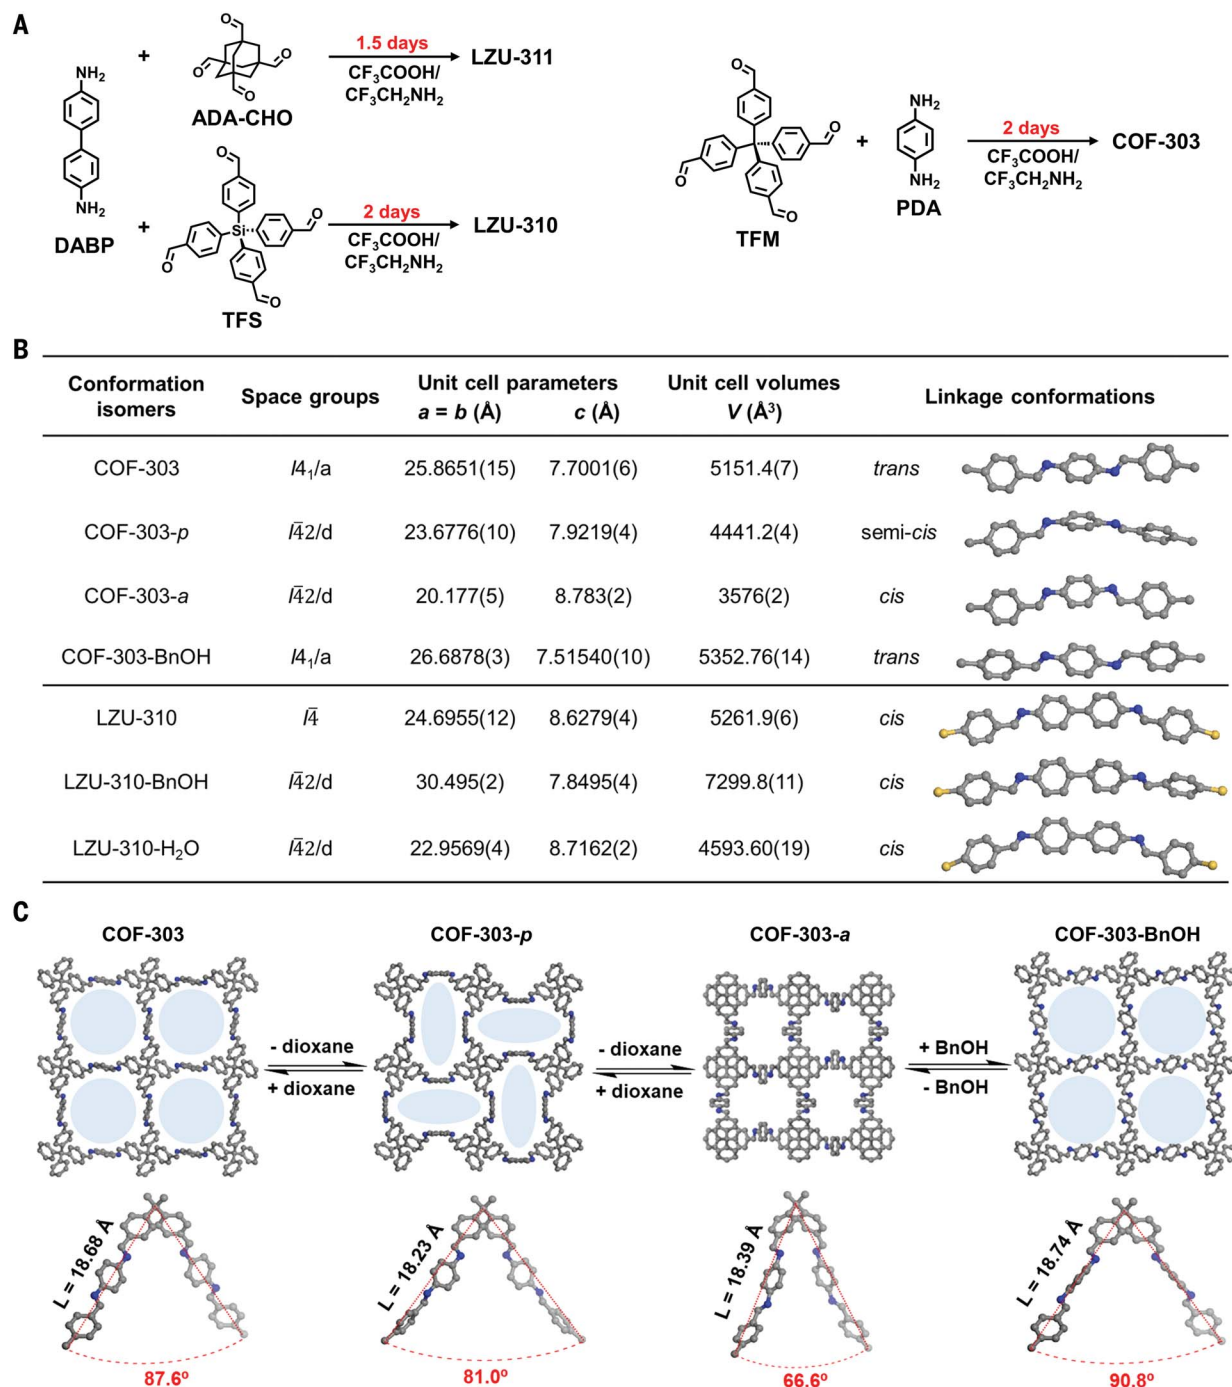 A
NH₂
NH₂
DABP
+
CHO
O
O
O
O
ADA-CHO
1.5 days
CF₃COOH/
CF₃CH₂NH₂
LZU-311
+
O
O
Si
O
O
TFS
2 days
CF₃COOH/
CF₃CH₂NH₂
LZU-310
O
O
O
O
TFM
+
NH₂
NH₂
PDA
2 days
CF₃COOH/
CF₃CH₂NH₂
COF-303
B
Conformation isomers Space groups Unit cell parameters a = b (Å) c (Å) Unit cell volumes V (Å³) Linkage conformations
COF-303 I4₁/a 25.8651(15) 7.7001(6) 5151.4(7) trans
COF-303-p I4̄2/d 23.6776(10) 7.9219(4) 4441.2(4) semi-cis
COF-303-a I4̄2/d 20.177(5) 8.783(2) 3576(2) cis
COF-303-BnOH I4₁/a 26.6878(3) 7.51540(10) 5352.76(14) trans
LZU-310 I4̄ 24.6955(12) 8.6279(4) 5261.9(6) cis
LZU-310-BnOH I4̄2/d 30.495(2) 7.8495(4) 7299.8(11) cis
LZU-310-H₂O I4̄2/d 22.9569(4) 8.7162(2) 4593.60(19) cis
C
COF-303 COF-303-p COF-303-a COF-303-BnOH
- dioxane
+ dioxane
- dioxane
+ dioxane
+ BnOH
- BnOH
L = 18.68 Å
87.6º
L = 18.23 Å
81.0º
L = 18.39 Å
66.6º
L = 18.74 Å
90.8º